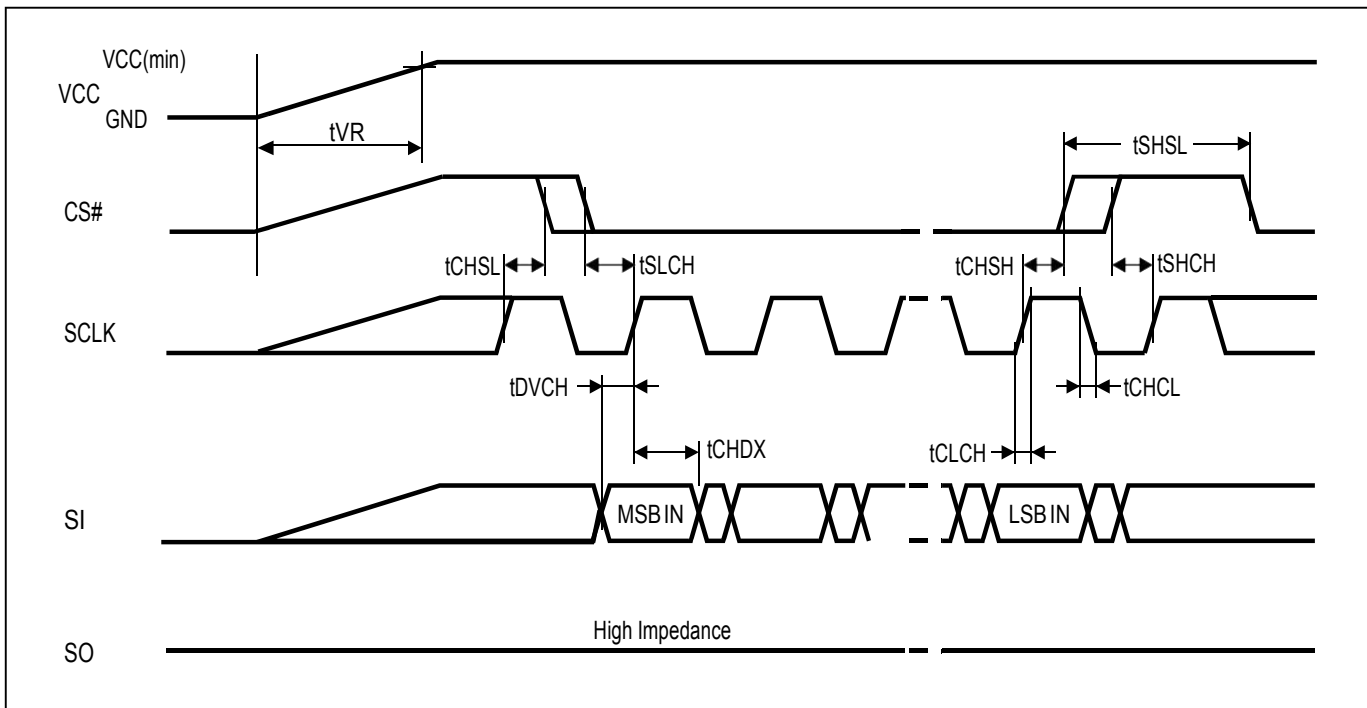 VCC(min)
VCC
GND
tVR
tSHSL
CS#
tCHSL
tSLCH
tCHSH
tSHCH
SCLK
tDVCH
tCHCL
tCHDX
tCLCH
SI
MSB IN
LSB IN
High Impedance
SO